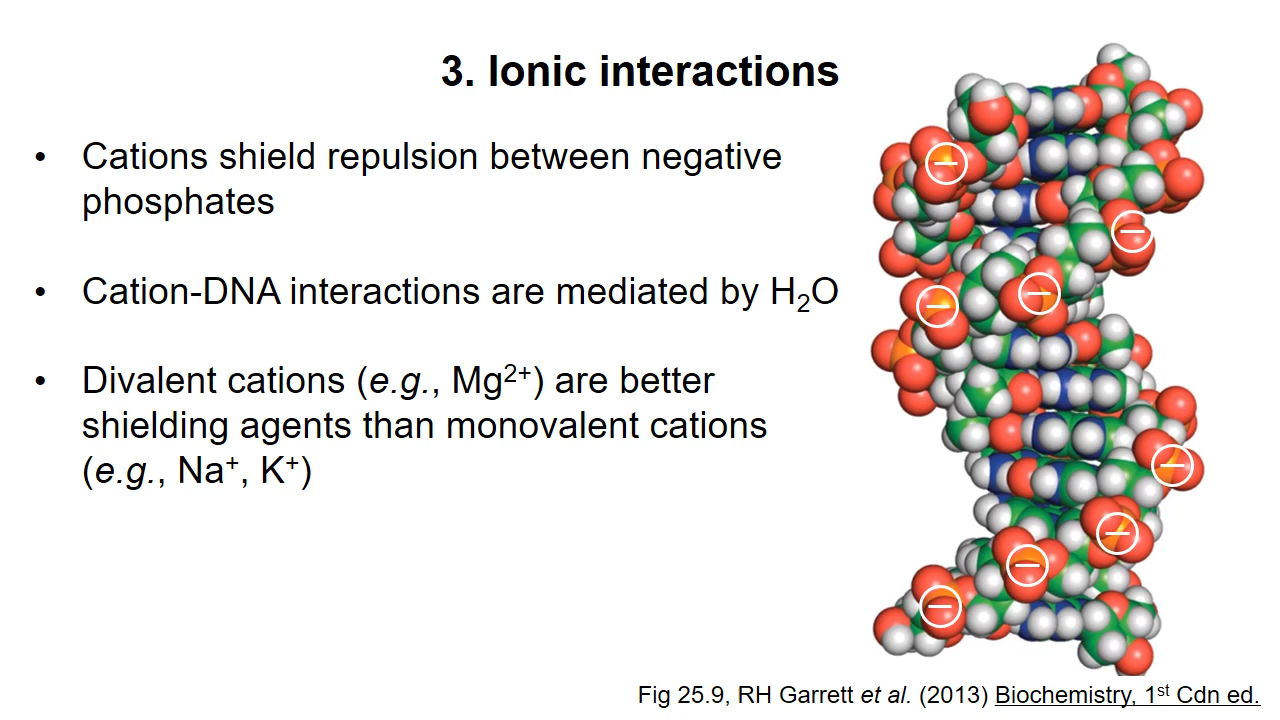 3. Ionic interactions
• Cations shield repulsion between negative
phosphates
• Cation-DNA interactions are mediated by H₂O
• Divalent cations (e.g., Mg²⁺) are better
shielding agents than monovalent cations
(e.g., Na⁺, K⁺)
Fig 25.9, RH Garrett et al. (2013) Biochemistry, 1ˢᵗ Cdn ed.